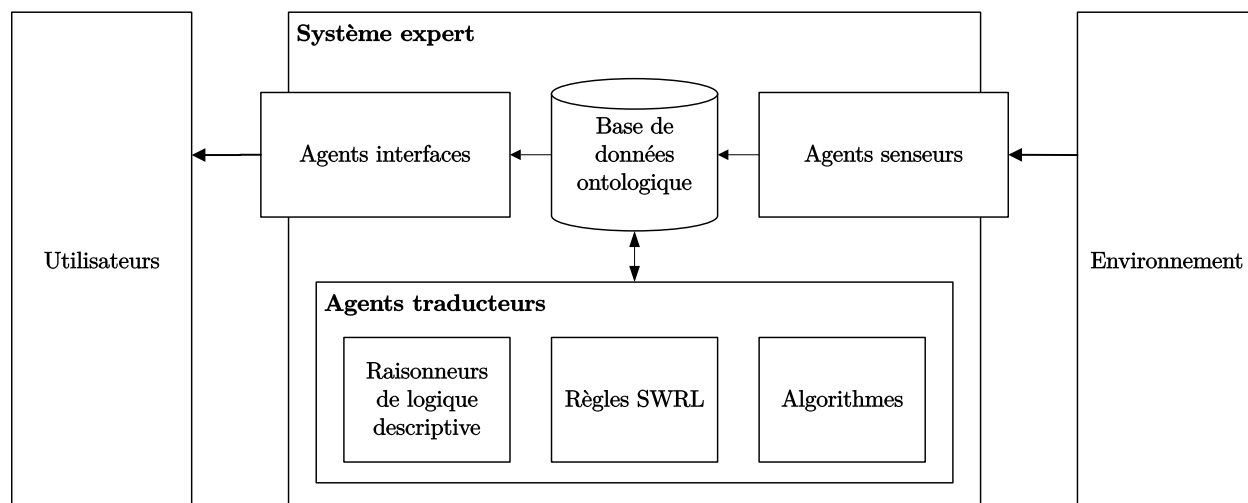 Système expert
Agents interfaces
Base de
données
ontologique
Agents senseurs
Utilisateurs
Environnement
Agents traducteurs
Raisonneurs
de logique
descriptive
Règles SWRL
Algorithmes